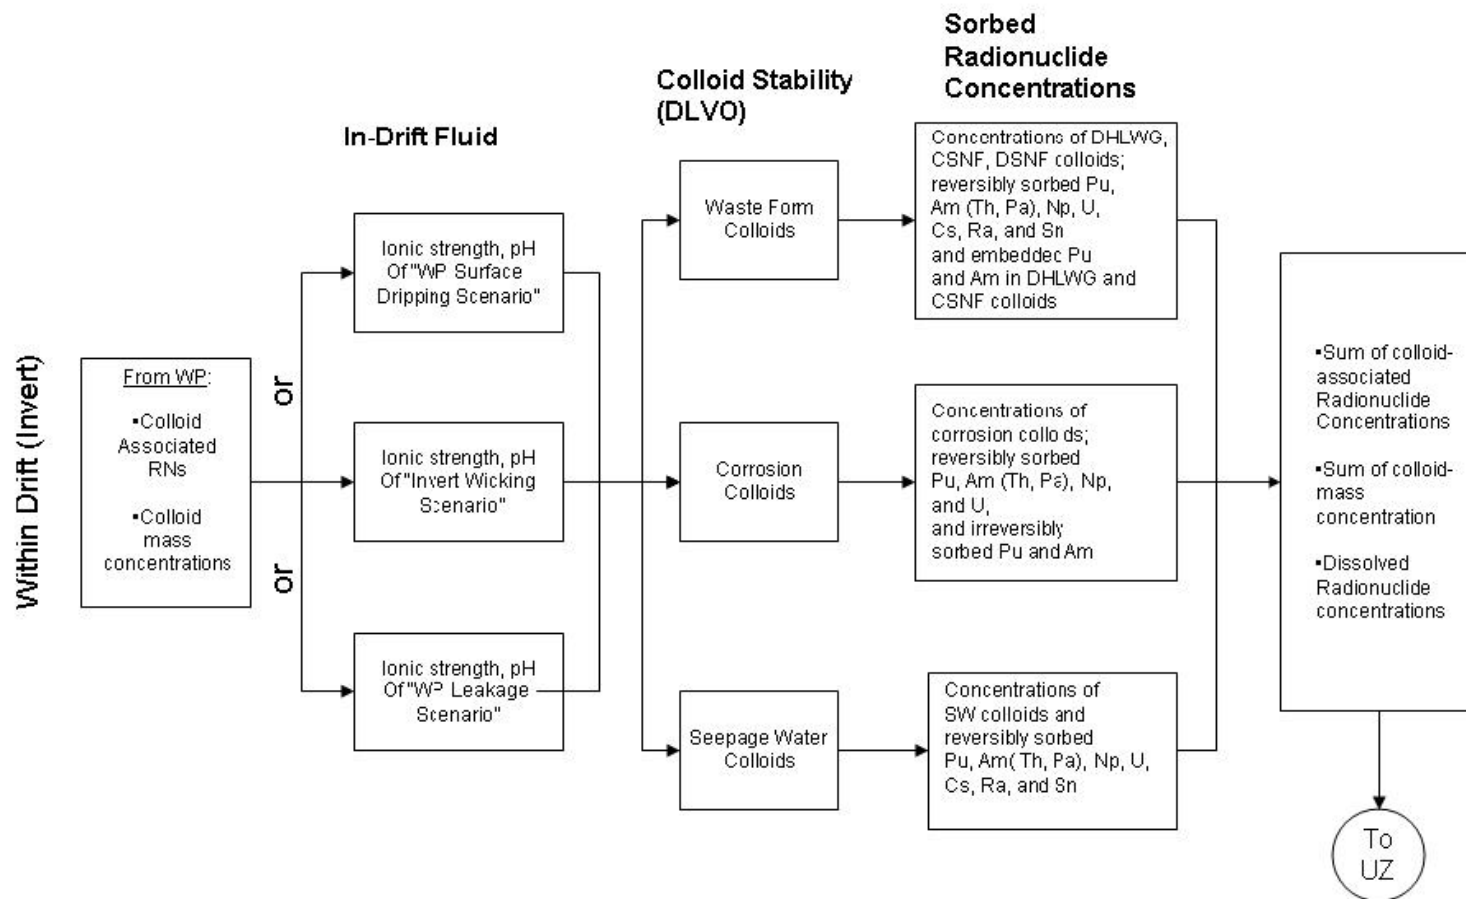 Within Drift (Invert)
From WP:
▪Colloid
Associated
RNs
▪Colloid
mass
concentrations
or
or
In-Drift Fluid
Ionic strength, pH
Of "WP Surface
Dripping Scenario"
Ionic strength, pH
Of "Invert Wicking
Scenario"
Ionic strength, pH
Of "WP Leakage
Scenario"
Colloid Stability
(DLVO)
Waste Form
Colloids
Corrosion
Colloids
Seepage Water
Colloids
Sorbed
Radionuclide
Concentrations
Concentrations of DHLWG,
CSNF, DSNF colloids;
reversibly sorbed Pu,
Am (Th, Pa), Np, U,
Cs, Ra, and Sn
and embedded Pu
and Am in DHLWG and
CSNF colloids
Concentrations of
corrosion colloids;
reversibly sorbed
Pu, Am (Th, Pa), Np,
and U,
and irreversibly
sorbed Pu and Am
Concentrations of
SW colloids and
reversibly sorbed
Pu, Am( Th, Pa), Np, U,
Cs, Ra, and Sn
▪Sum of colloid-
associated
Radionuclide
Concentrations
▪Sum of colloid-
mass
concentration
▪Dissolved
Radionuclide
concentrations
To
UZ